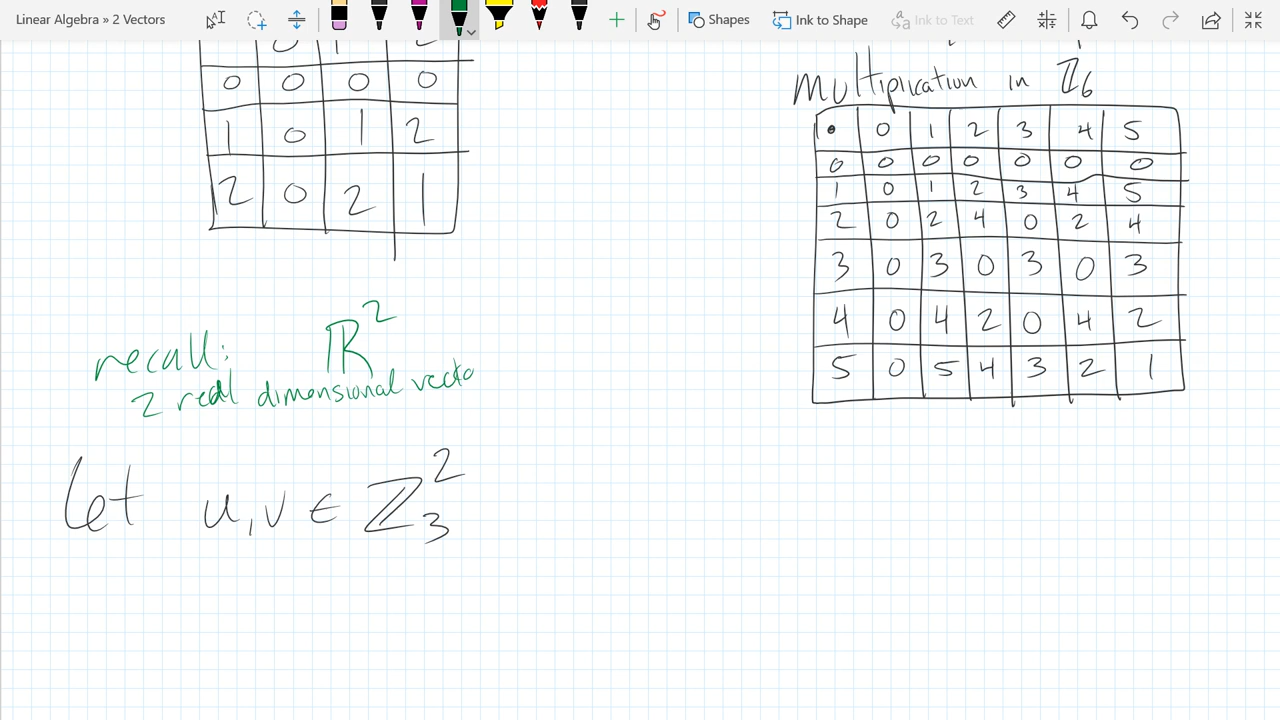 Linear Algebra » 2 Vectors
Shapes
Ink to Shape
Ink to Text
0 1 2
0 0 0 0
1 0 1 2
2 0 2 1
multiplication in ℤ6
• 0 1 2 3 4 5
0 0 0 0 0 0 0
1 0 1 2 3 4 5
2 0 2 4 0 2 4
3 0 3 0 3 0 3
4 0 4 2 0 4 2
5 0 5 4 3 2 1
recall: ℝ²
2 real dimensional vecto
Let u, v ∈ ℤ₃²